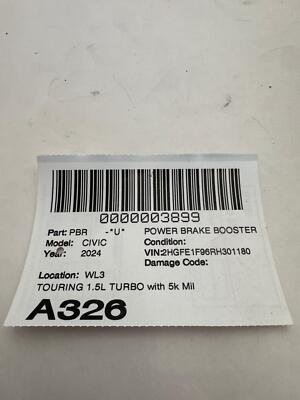 0000003899
Part: PBR -"U" POWER BRAKE BOOSTER
Model: CIVIC Condition:
Year: 2024 VIN:2HGFE1F96RH301180
Damage Code:
Location: WL3
TOURING 1.5L TURBO with 5k Mil
A326